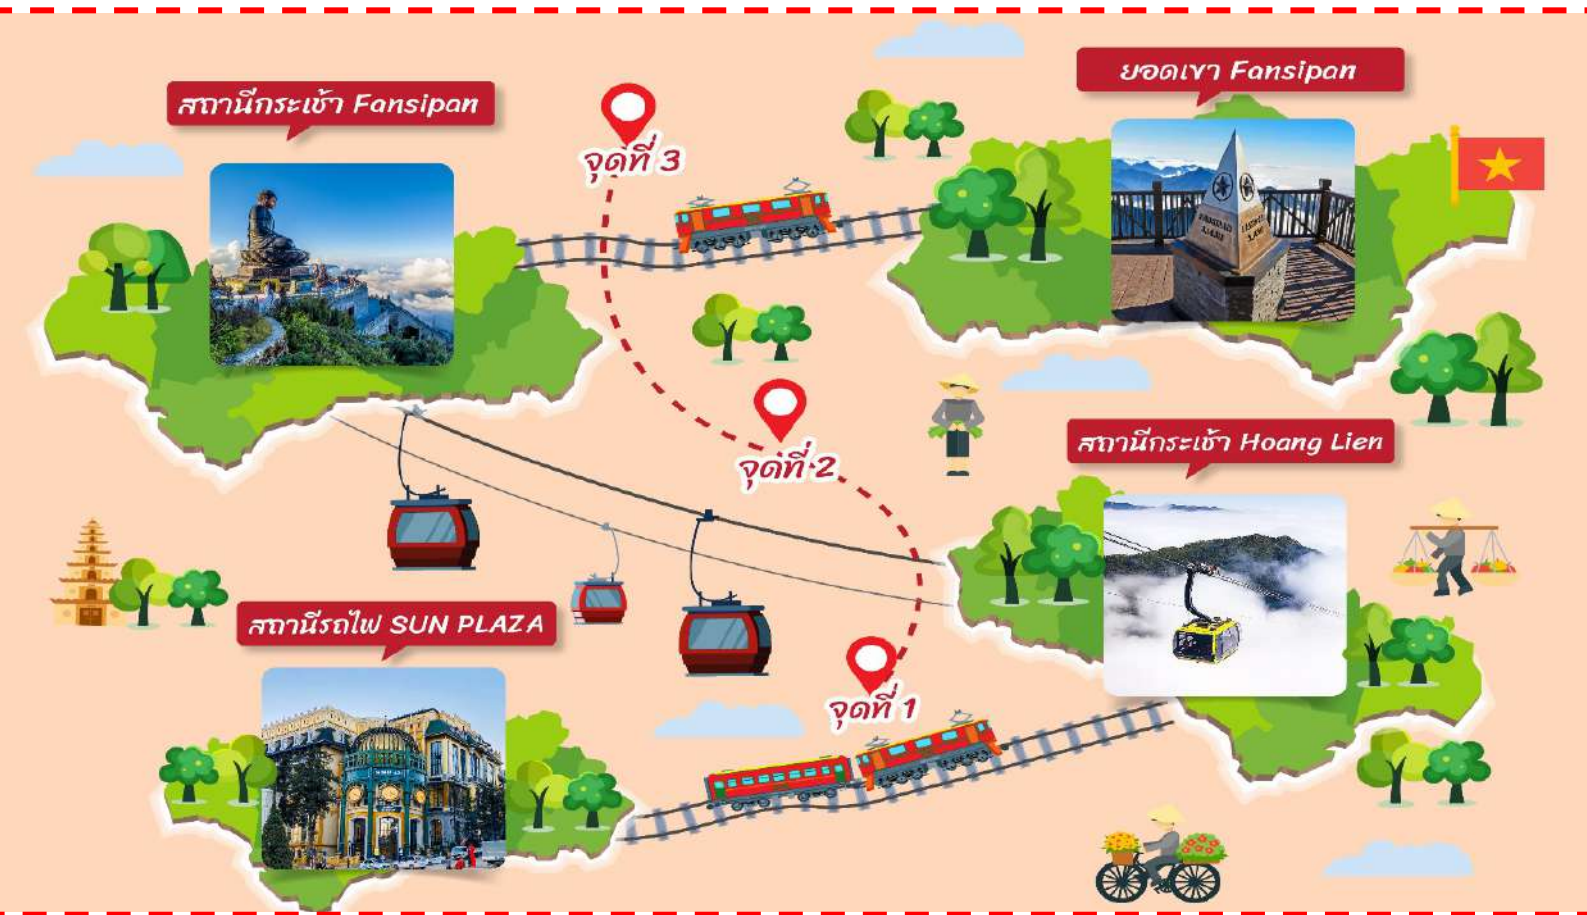 สถานีกระเช้า Fansipan
ยอดเขา Fansipan
จุดที่ 3
จุดที่ 2
สถานีกระเช้า Hoang Lien
สถานีรถไฟ SUN PLAZA
จุดที่ 1